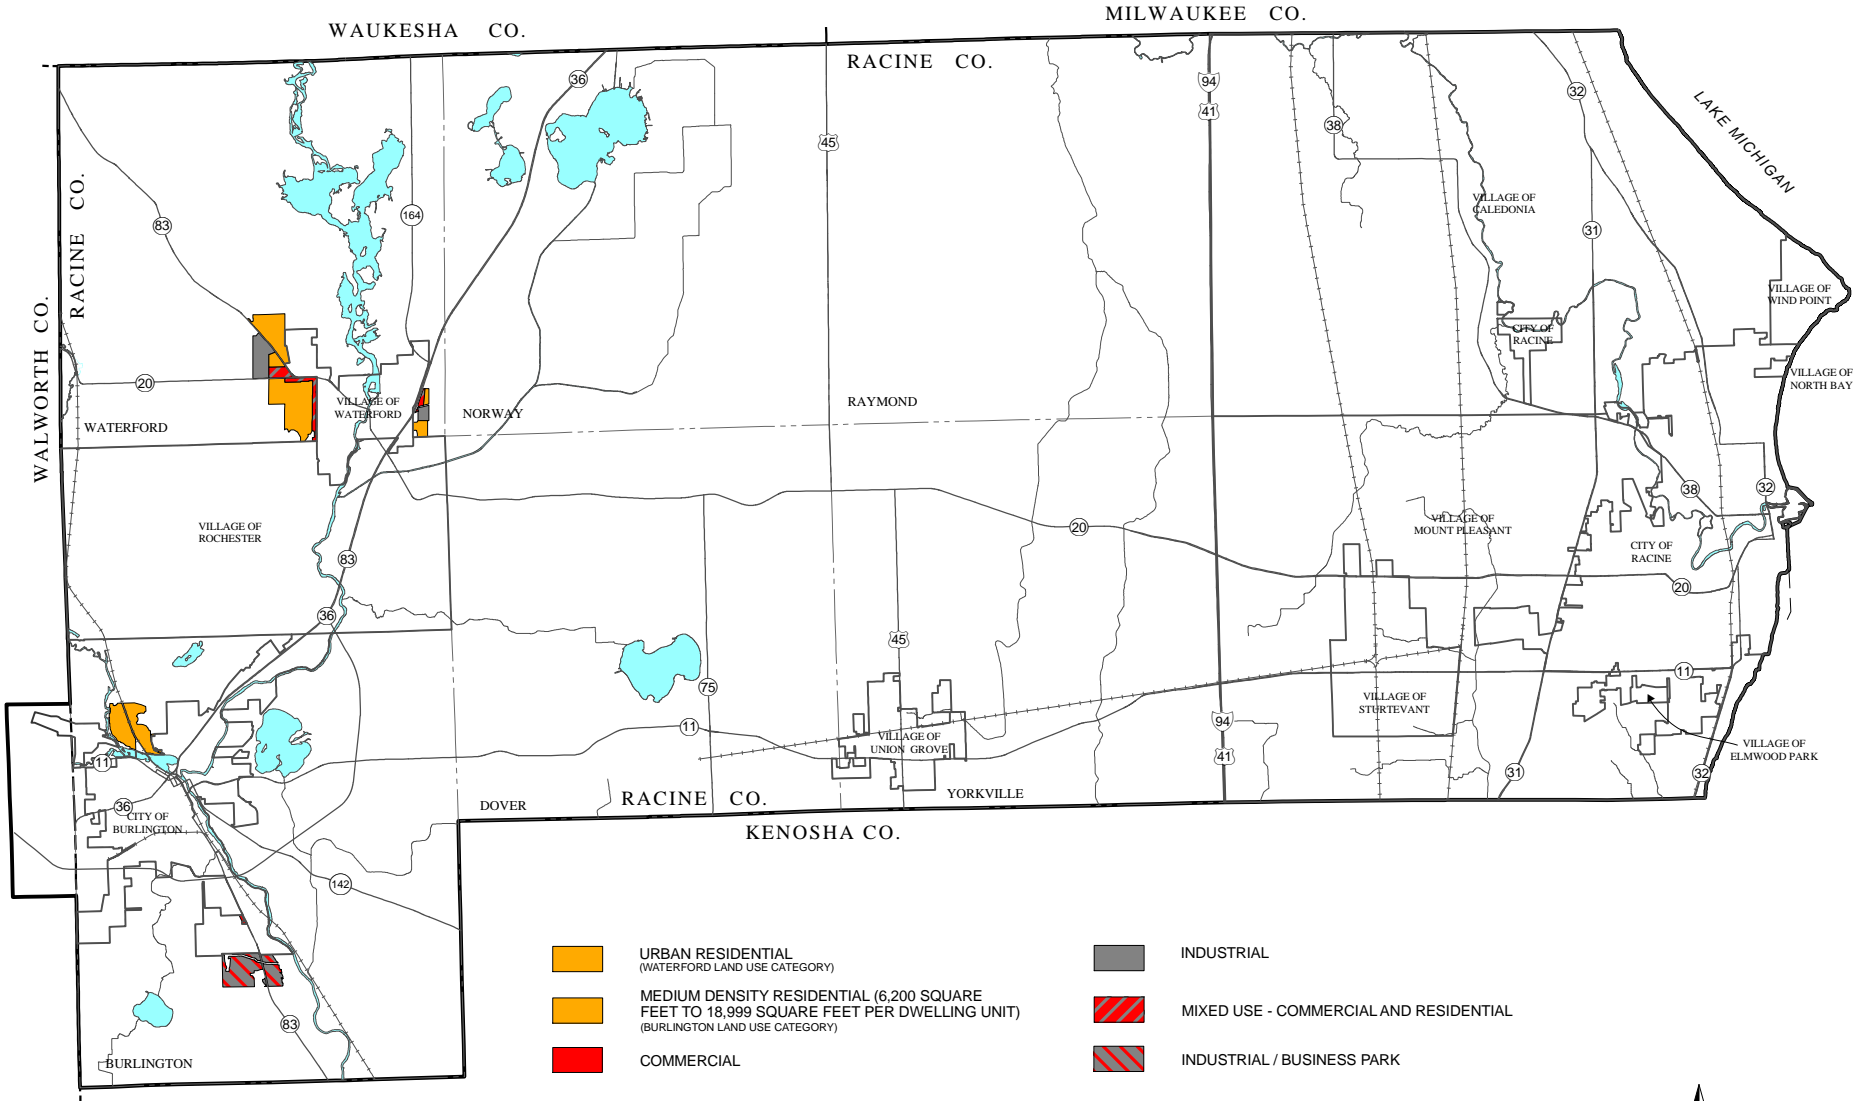 WAUKESHA CO.
MILWAUKEE CO.
RACINE CO.
36
94
41
45
38
32
LAKE MICHIGAN
WALWORTH CO.
RACINE CO.
83
164
VILLAGE OF
CALEDONIA
31
VILLAGE OF
WIND POINT
CITY OF
RACINE
VILLAGE OF
NORTH BAY
20
VILLAGE OF
WATERFORD
NORWAY
RAYMOND
WATERFORD
38
32
VILLAGE OF
ROCHESTER
20
VILLAGE OF
MOUNT PLEASANT
CITY OF
RACINE
83
20
36
45
11
75
VILLAGE OF
STURTEVANT
94
41
11
VILLAGE OF
UNION GROVE
VILLAGE OF
ELMWOOD PARK
11
31
32
36
CITY OF
BURLINGTON
DOVER
RACINE CO.
YORKVILLE
KENOSHA CO.
142
83
BURLINGTON
URBAN RESIDENTIAL
(WATERFORD LAND USE CATEGORY)
MEDIUM DENSITY RESIDENTIAL (6,200 SQUARE
FEET TO 18,999 SQUARE FEET PER DWELLING UNIT)
(BURLINGTON LAND USE CATEGORY)
COMMERCIAL
INDUSTRIAL
MIXED USE - COMMERCIAL AND RESIDENTIAL
INDUSTRIAL / BUSINESS PARK